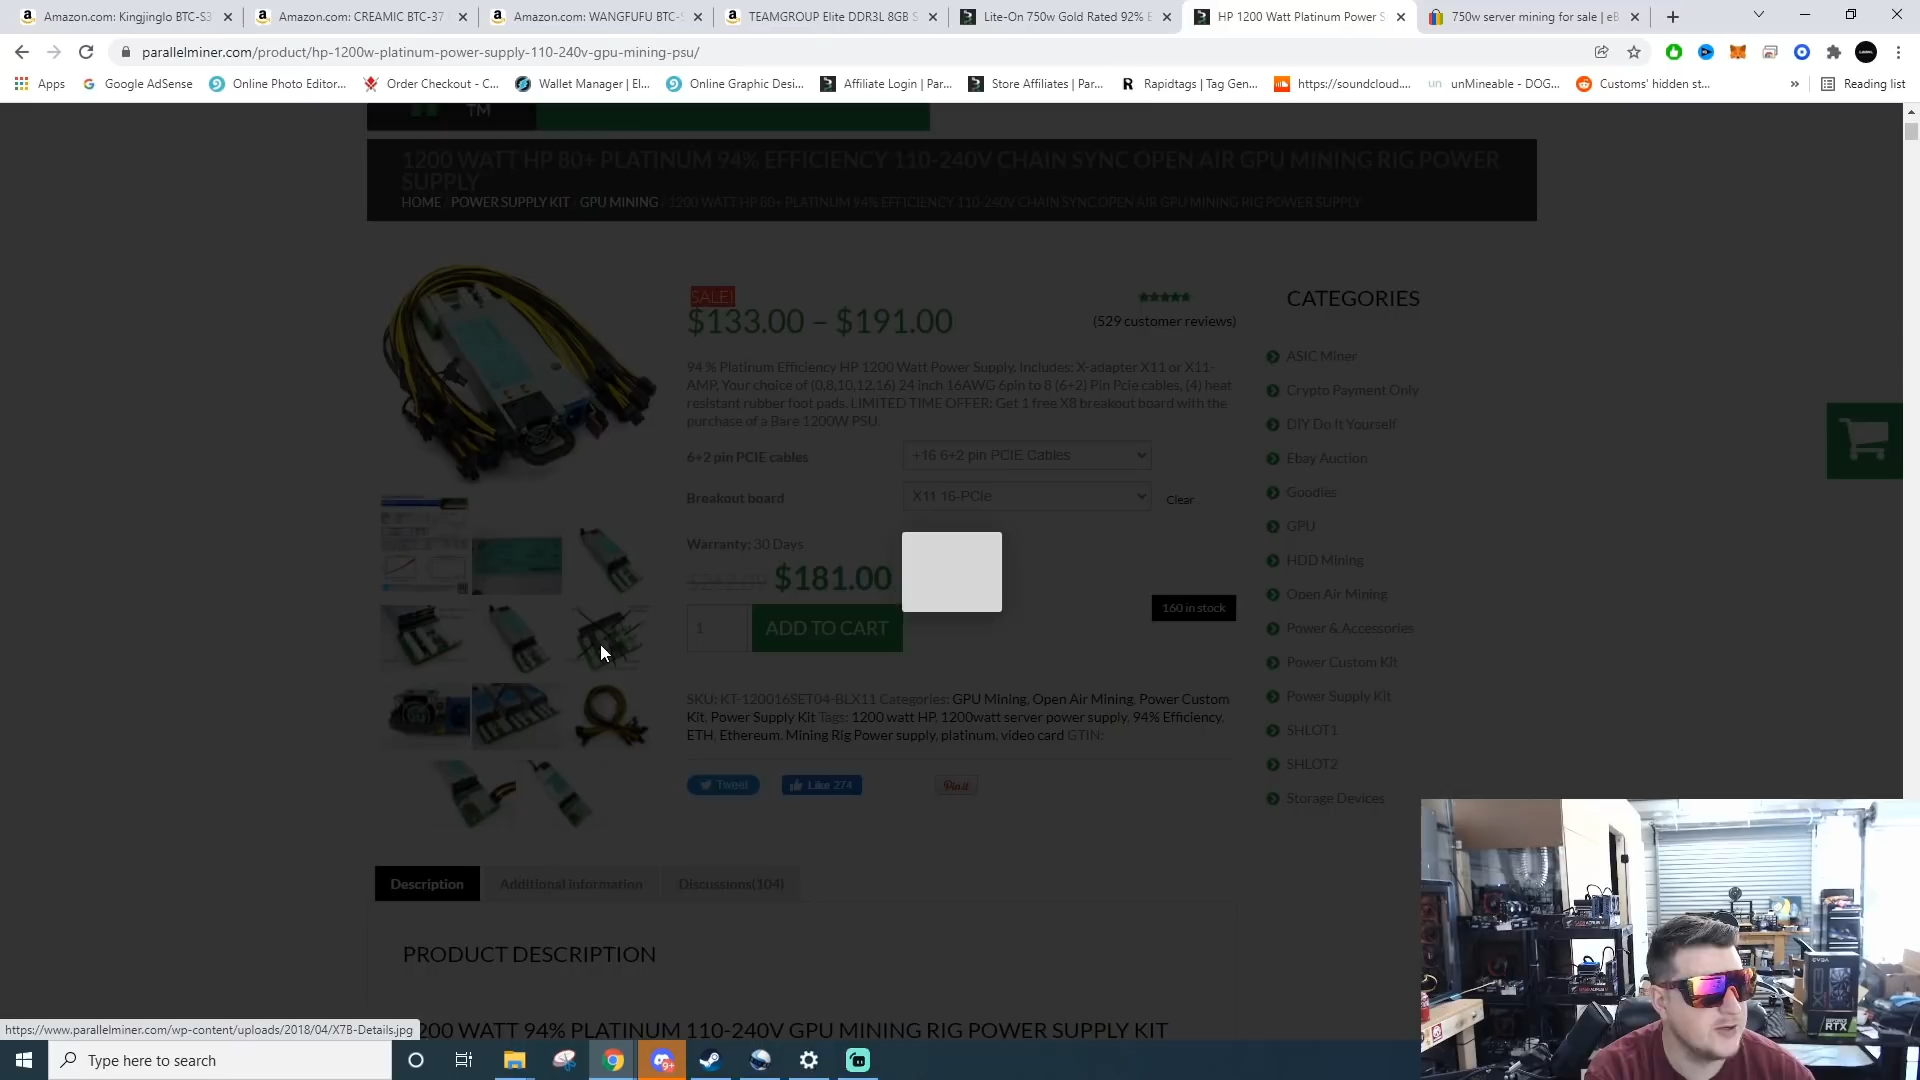 Amazon.com: Kingjinglo BTC-S3
Amazon.com: CREAMIC BTC-37
Amazon.com: WANGFUFU BTC-S
TEAMGROUP Elite DDR3L 8GB S
Lite-On 750w Gold Rated 92% E
HP 1200 Watt Platinum Power S
750w server mining for sale | eB
parallelminer.com/product/hp-1200w-platinum-power-supply-110-240v-gpu-mining-psu/
Apps
Google AdSense
Online Photo Editor...
Order Checkout - C...
Wallet Manager | El...
Online Graphic Desi...
Affiliate Login | Par...
Store Affiliates | Par...
Rapidtags | Tag Gen...
https://soundcloud....
unMineable - DOG...
Customs' hidden st...
Reading list
TM
1200 WATT HP 80+ PLATINUM 94% EFFICIENCY 110-240V CHAIN SYNC OPEN AIR GPU MINING RIG POWER
SUPPLY
HOME / POWER SUPPLY KIT / GPU MINING / 1200 WATT HP 80+ PLATINUM 94% EFFICIENCY 110-240V CHAIN SYNC OPEN AIR GPU MINING RIG POWER SUPPLY
SALE!
$133.00 – $191.00
(529 customer reviews)
94 % Platinum Efficiency HP 1200 Watt Power Supply, Includes: X-adapter X11 or X11-
AMP, Your choice of (0,8,10,12,16) 24 inch 16AWG 6pin to 8 (6+2) Pin Pcie cables, (4) heat
resistant rubber foot pads. LIMITED TIME OFFER: Get 1 free X8 breakout board with the
purchase of a Bare 1200W PSU.
6+2 pin PCIE cables
+16 6+2 pin PCIE Cables
Breakout board
X11 16-PCIe
Clear
Warranty: 30 Days
$181.00
160 in stock
1
ADD TO CART
SKU: KT-120016SET04-BLX11 Categories: GPU Mining, Open Air Mining, Power Custom
Kit, Power Supply Kit Tags: 1200 watt HP, 1200watt server power supply, 94% Efficiency,
ETH, Ethereum, Mining Rig Power supply, platinum, video card GTIN:
Tweet
Like 274
Pin it
CATEGORIES
ASIC Miner
Crypto Payment Only
DIY Do It Yourself
Ebay Auction
Goodies
GPU
HDD Mining
Open Air Mining
Power & Accessories
Power Custom Kit
Power Supply Kit
SHLOT1
SHLOT2
Storage Devices
Description
Additional information
Discussions(104)
PRODUCT DESCRIPTION
200 WATT 94% PLATINUM 110-240V GPU MINING RIG POWER SUPPLY KIT
https://www.parallelminer.com/wp-content/uploads/2018/04/X7B-Details.jpg
EVGA
GEFORCE
RTX
Type here to search
9+